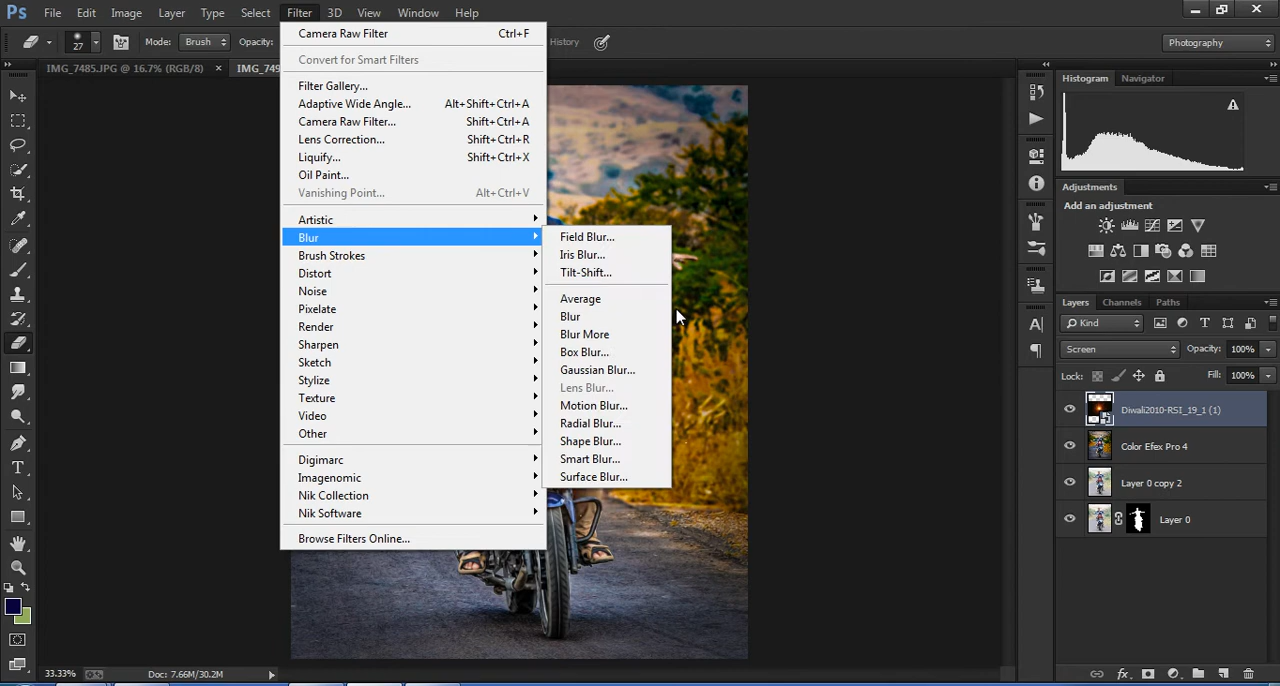 Ps File Edit Image Layer Type Select Filter 3D View Window Help
27 Mode: Brush Opacity: History Photography
IMG_7485.JPG @ 16.7% (RGB/8) × IMG_749
Camera Raw Filter Ctrl+F
Convert for Smart Filters
Filter Gallery...
Adaptive Wide Angle... Alt+Shift+Ctrl+A
Camera Raw Filter... Shift+Ctrl+A
Lens Correction... Shift+Ctrl+R
Liquify... Shift+Ctrl+X
Oil Paint...
Vanishing Point... Alt+Ctrl+V
Artistic
Blur
Brush Strokes
Distort
Noise
Pixelate
Render
Sharpen
Sketch
Stylize
Texture
Video
Other
Digimarc
Imagenomic
Nik Collection
Nik Software
Browse Filters Online...
Field Blur...
Iris Blur...
Tilt-Shift...
Average
Blur
Blur More
Box Blur...
Gaussian Blur...
Lens Blur...
Motion Blur...
Radial Blur...
Shape Blur...
Smart Blur...
Surface Blur...
Histogram Navigator
Adjustments
Add an adjustment
Layers Channels Paths
Kind
Screen Opacity: 100%
Lock: Fill: 100%
Diwali2010-RSI_19_1 (1)
Color Efex Pro 4
Layer 0 copy 2
Layer 0
33.33% Doc: 7.66M/30.2M